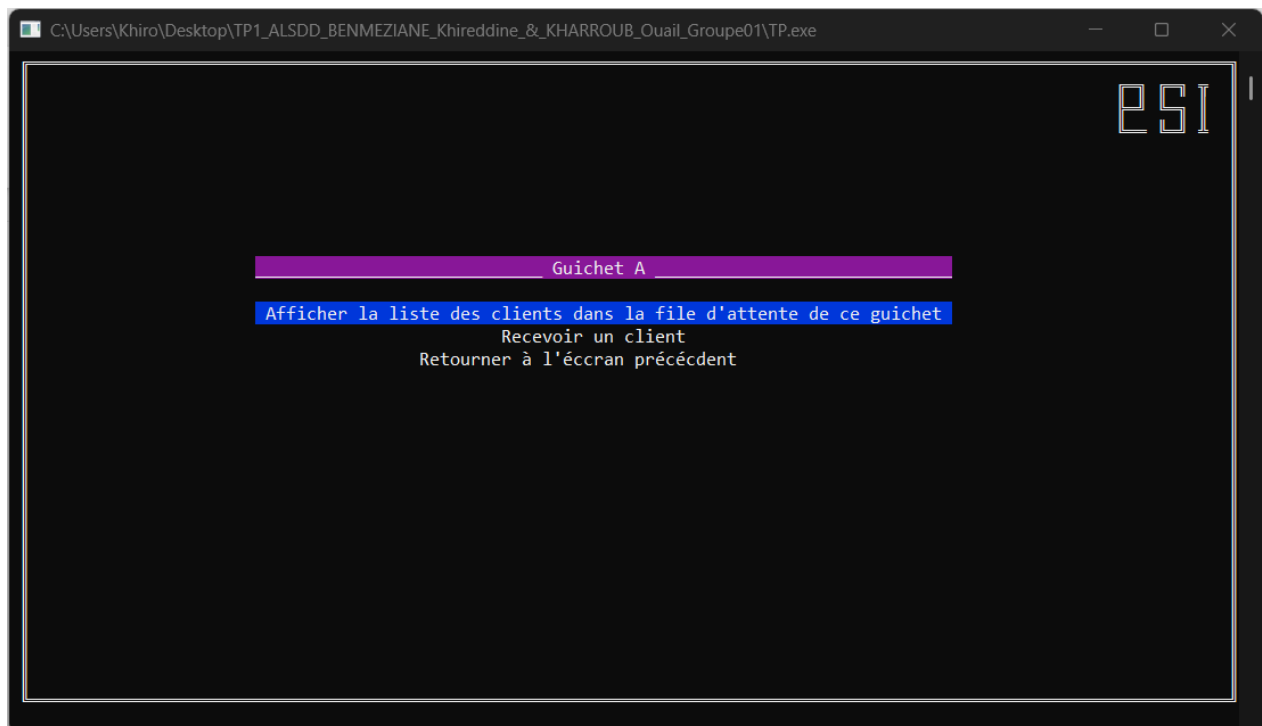 C:\Users\Khiro\Desktop\TP1_ALSDD_BENMEZIANE_Khireddine_&_KHARROUB_Ouail_Groupe01\TP.exe
esi
Guichet A
Afficher la liste des clients dans la file d'attente de ce guichet
Recevoir un client
Retourner à l'éccran précécdent